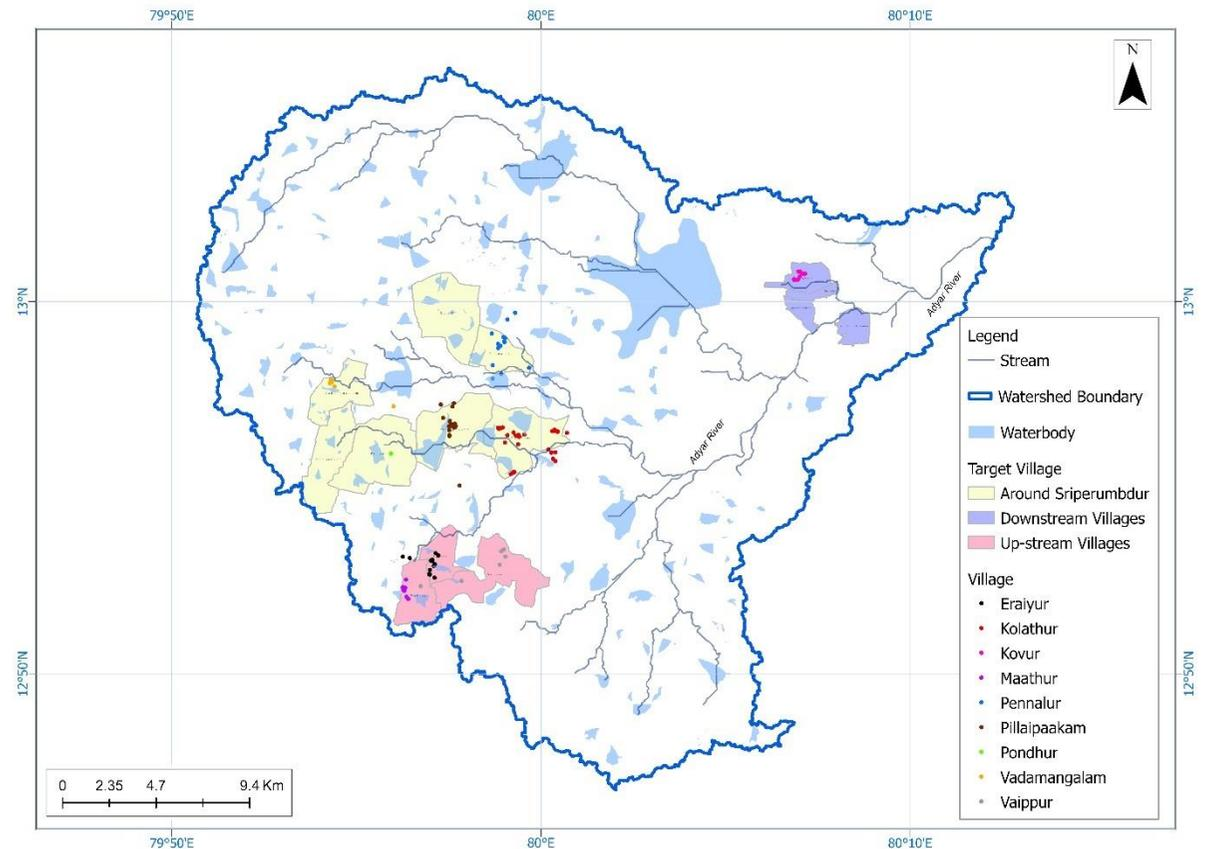 79°50'E 80°E 80°10'E
N
13°N 13°N
Adyar River
Adyar River
12°50'N 12°50'N
Legend
Stream
Watershed Boundary
Waterbody
Target Village
Around Sriperumbdur
Downstream Villages
Up-stream Villages
Village
Eraiyur
Kolathur
Kovur
Maathur
Pennalur
Pillaipaakam
Pondhur
Vadamangalam
Vaippur
0 2.35 4.7 9.4 Km
79°50'E 80°E 80°10'E